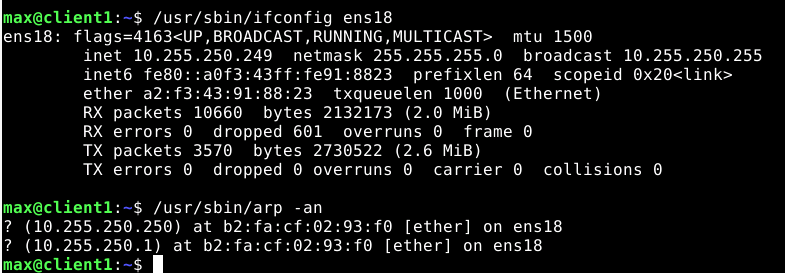 max@client1:~$ /usr/sbin/ifconfig ens18
ens18: flags=4163<UP,BROADCAST,RUNNING,MULTICAST>  mtu 1500
        inet 10.255.250.249  netmask 255.255.255.0  broadcast 10.255.250.255
        inet6 fe80::a0f3:43ff:fe91:8823  prefixlen 64  scopeid 0x20<link>
        ether a2:f3:43:91:88:23  txqueuelen 1000  (Ethernet)
        RX packets 10660  bytes 2132173 (2.0 MiB)
        RX errors 0  dropped 601  overruns 0  frame 0
        TX packets 3570  bytes 2730522 (2.6 MiB)
        TX errors 0  dropped 0 overruns 0  carrier 0  collisions 0

max@client1:~$ /usr/sbin/arp -an
? (10.255.250.250) at b2:fa:cf:02:93:f0 [ether] on ens18
? (10.255.250.1) at b2:fa:cf:02:93:f0 [ether] on ens18
max@client1:~$